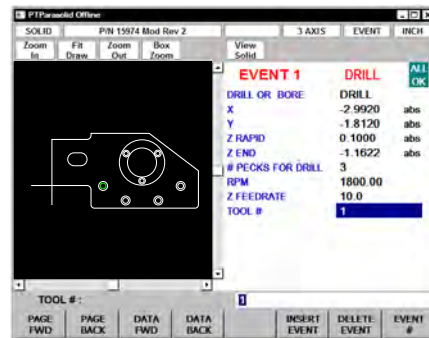 PTParasolid Offline
SOLID P/N 15974 Mod Rev 2 3 AXIS EVENT INCH
Zoom In Fit Draw Zoom Out Box Zoom View Solid
EVENT 1 DRILL ALL OK
DRILL OR BORE DRILL
X -2.9920 abs
Y -1.8120 abs
Z RAPID 0.1000 abs
Z END -1.1622 abs
# PECKS FOR DRILL 3
RPM 1800.00
Z FEEDRATE 10.0
TOOL # 1
TOOL # : 1
PAGE FWD PAGE BACK DATA FWD DATA BACK INSERT EVENT DELETE EVENT EVENT #